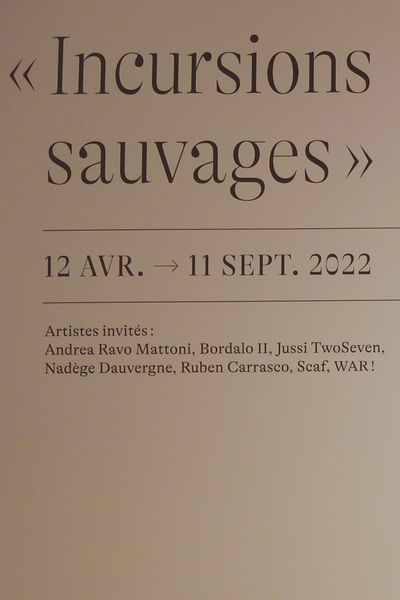 « Incursions
sauvages »
12 AVR. → 11 SEPT. 2022
Artistes invités :
Andrea Ravo Mattoni, Bordalo II, Jussi TwoSeven,
Nadège Dauvergne, Ruben Carrasco, Scaf, WAR !